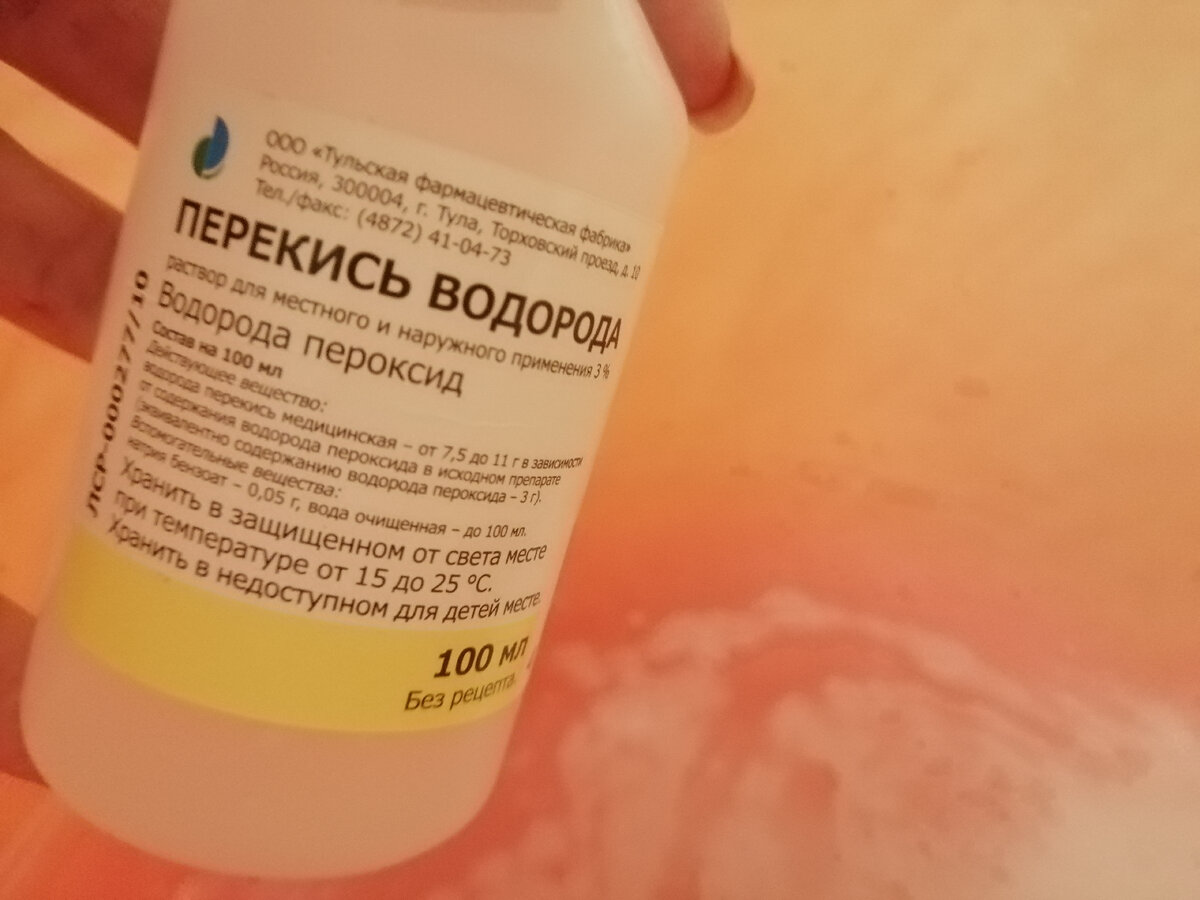 ООО «Тульская фармацевтическая фабрика»
Россия, 300004, г. Тула, Торховский проезд, д. 10
Тел./факс: (4872) 41-04-73
ПЕРЕКИСЬ ВОДОРОДА
раствор для местного и наружного применения 3 %
Водорода пероксид
Состав на 100 мл
Действующее вещество:
водорода перекись медицинская – от 7,5 до 11 г в зависимости
от содержания водорода пероксида в исходном препарате
(эквивалентно содержанию водорода пероксида – 3 г).
Вспомогательные вещества:
натрия бензоат – 0,05 г, вода очищенная – до 100 мл.
Хранить в защищенном от света месте
при температуре от 15 до 25 °С.
Хранить в недоступном для детей месте.
100 мл
Без рецепта.
ЛСР-000277/10